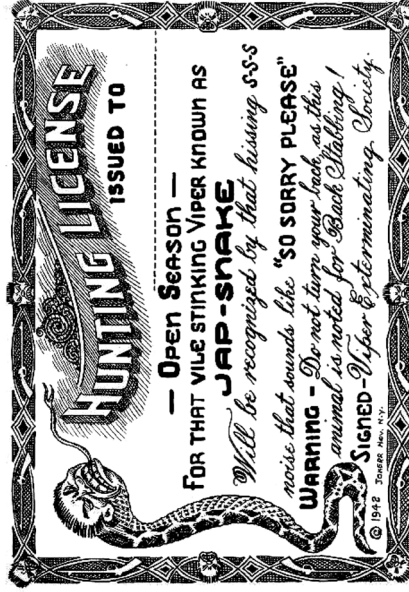 HUNTING LICENSE
ISSUED TO
— OPEN SEASON —
FOR THAT VILE STINKING VIPER KNOWN AS
JAP-SNAKE
Will be recognized by that hissing S-S-S
noise that sounds like "SO SORRY PLEASE"
WARNING - Do not turn your back, as this
animal is noted for Back Stabbing!
SIGNED - Viper Exterminating Society.
© 1942 Nov. N.Y.